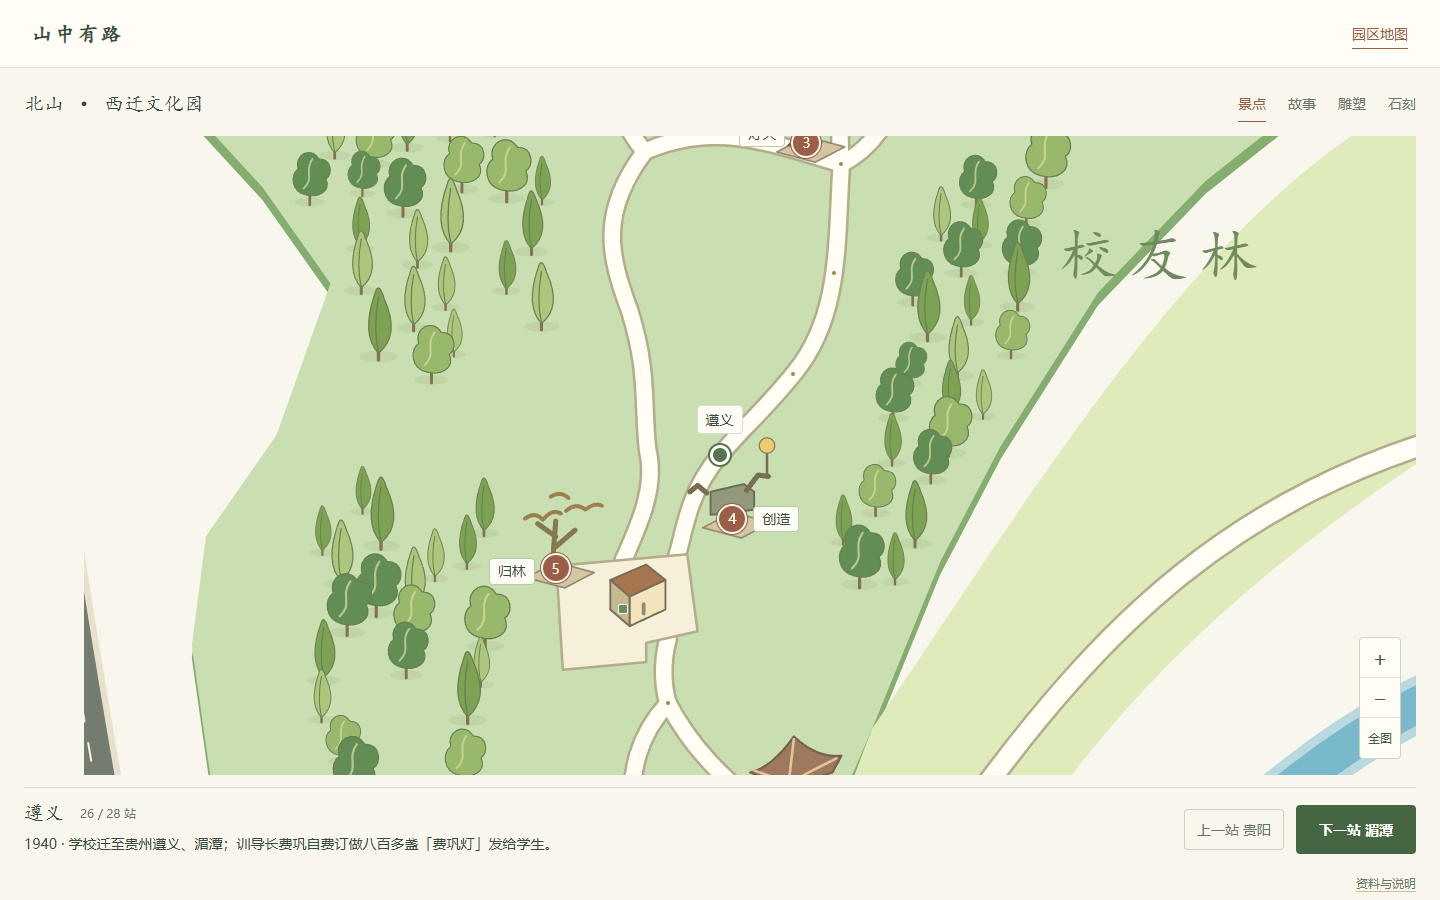 山中有路
园区地图
北山 • 西迁文化园
景点 故事 雕塑 石刻
3
校友林
遵义
4 创造
归林 5
+
−
全图
遵义 26 / 28 站
1940 · 学校迁至贵州遵义、湄潭；训导长费巩自费订做八百多盏「费巩灯」发给学生。
上一站 贵阳
下一站 湄潭
资料与说明